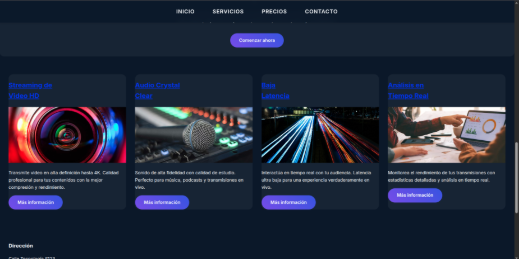 INICIO SERVICIOS PRECIOS CONTACTO
Comenzar ahora
Streaming de
Video HD
Audio Crystal
Clear
Baja
Latencia
Análisis en
Tiempo Real
Transmite video en alta definición hasta 4K. Calidad
profesional para tus contenidos con la mejor
compresión y rendimiento.
Más información
Sonido de alta fidelidad con calidad de estudio.
Perfecto para música, podcasts y transmisiones en
vivo.
Más información
Interactúa en tiempo real con tu audiencia. Latencia
ultra baja para una experiencia verdaderamente en
vivo.
Más información
Monitorea el rendimiento de tus transmisiones con
estadísticas detalladas y análisis en tiempo real.
Más información
Dirección